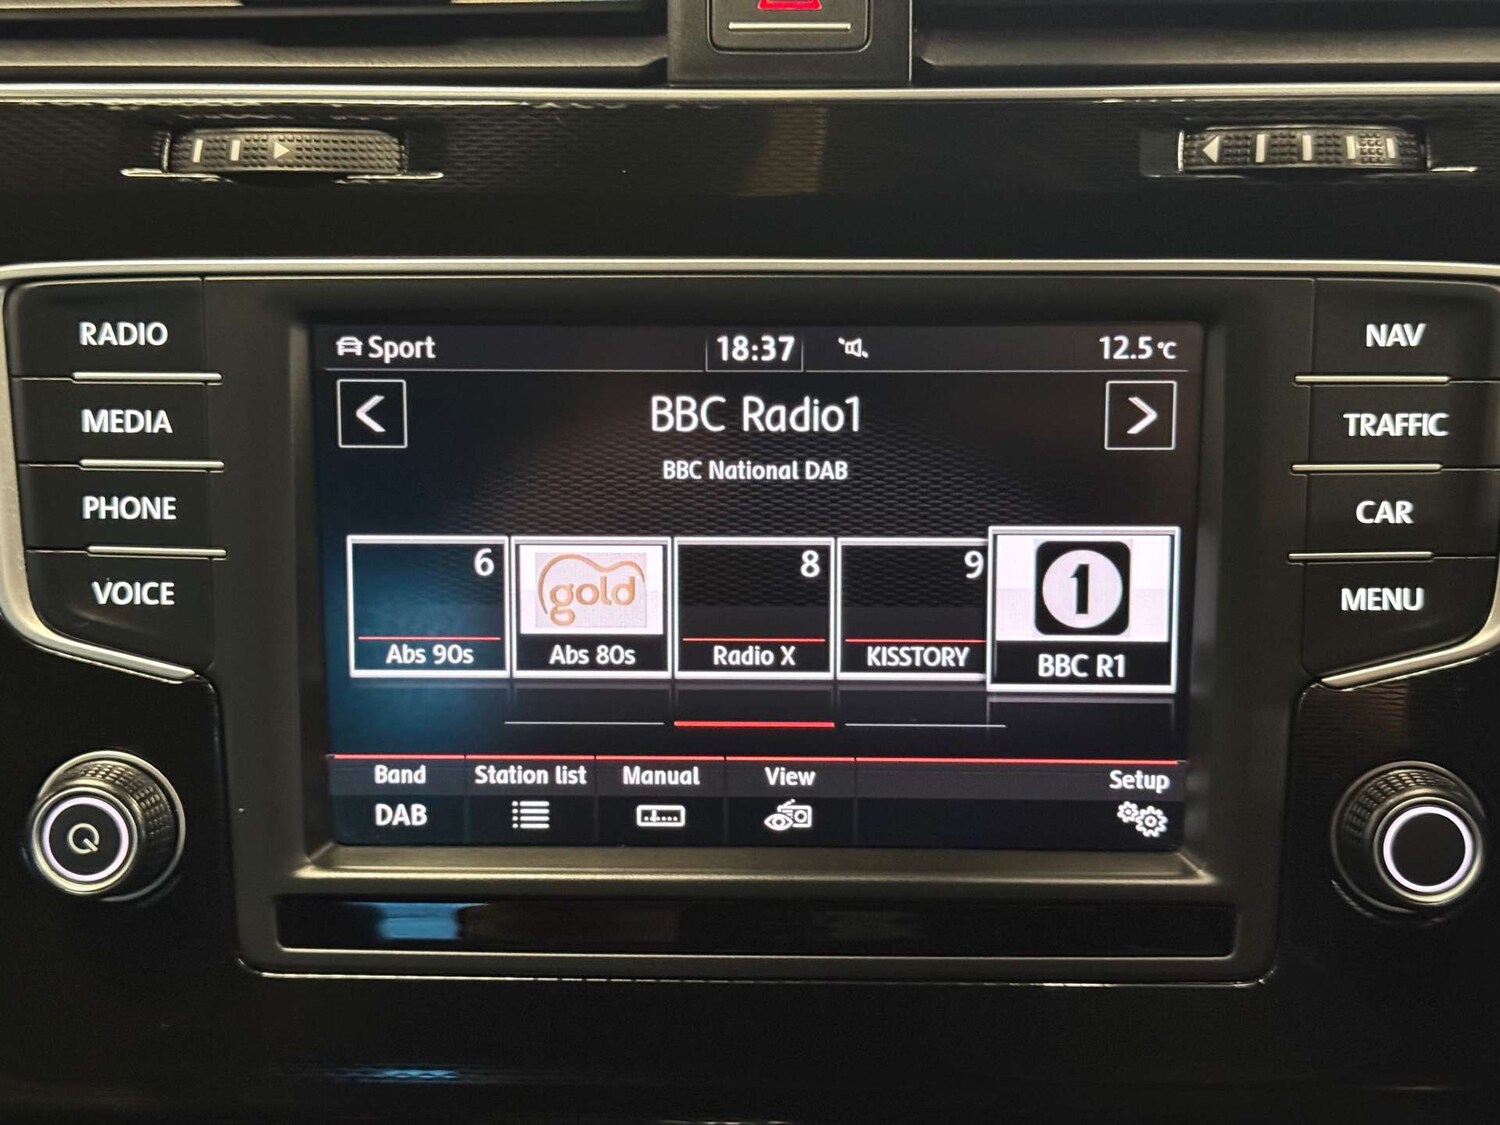 RADIO
MEDIA
PHONE
VOICE
Sport
18:37
12.5°C
BBC Radio1
BBC National DAB
6
Abs 90s
gold
Abs 80s
8
Radio X
9
KISSTORY
1
BBC R1
Band
DAB
Station list
Manual
View
Setup
NAV
TRAFFIC
CAR
MENU